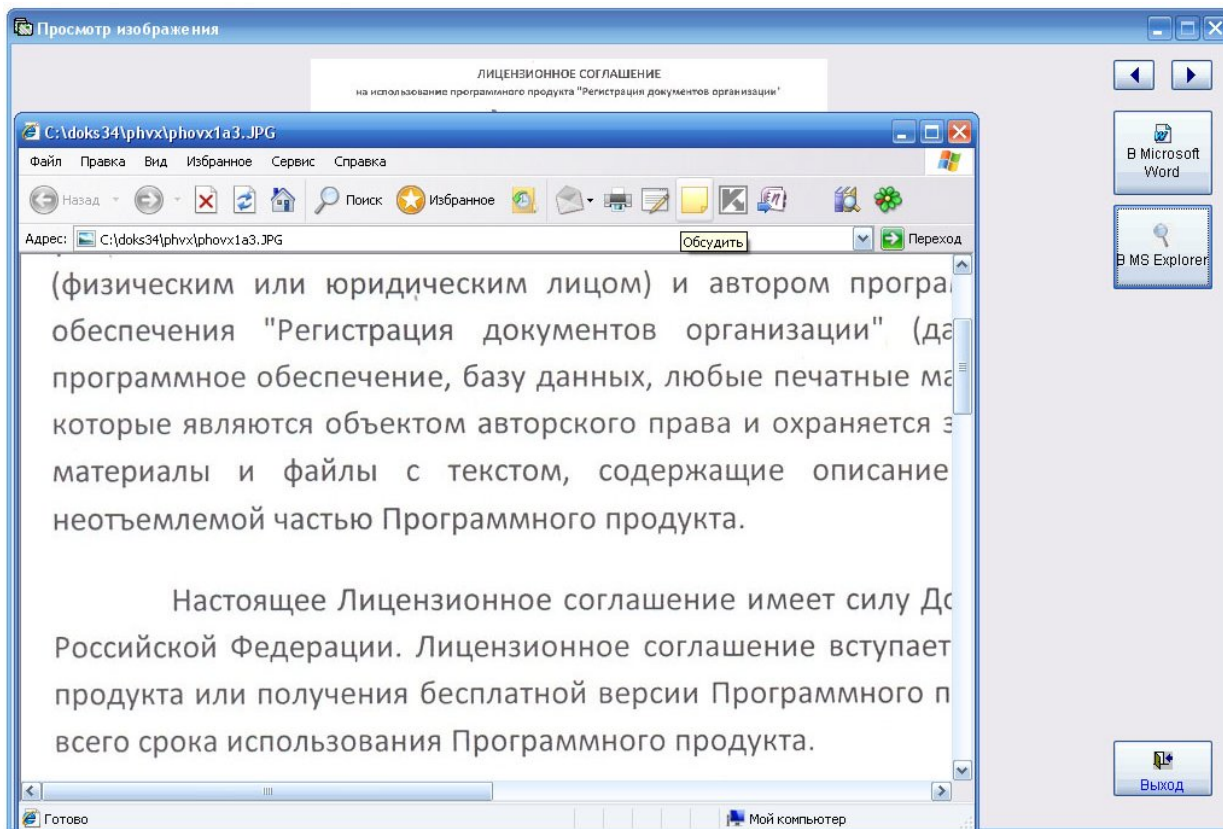 Просмотр изображения
ЛИЦЕНЗИОННОЕ СОГЛАШЕНИЕ
на использование программного продукта "Регистрация документов организации"
В Microsoft
Word
В MS Explorer
Выход
C:\doks34\phvx\phovx1a3.JPG
Файл Правка Вид Избранное Сервис Справка
Назад Поиск Избранное
Адрес: C:\doks34\phvx\phovx1a3.JPG Переход
Обсудить
(физическим или юридическим лицом) и автором програ
обеспечения "Регистрация документов организации" (да
программное обеспечение, базу данных, любые печатные ма
которые являются объектом авторского права и охраняется з
материалы и файлы с текстом, содержащие описание
неотъемлемой частью Программного продукта.
Настоящее Лицензионное соглашение имеет силу До
Российской Федерации. Лицензионное соглашение вступает
продукта или получения бесплатной версии Программного п
всего срока использования Программного продукта.
Готово Мой компьютер